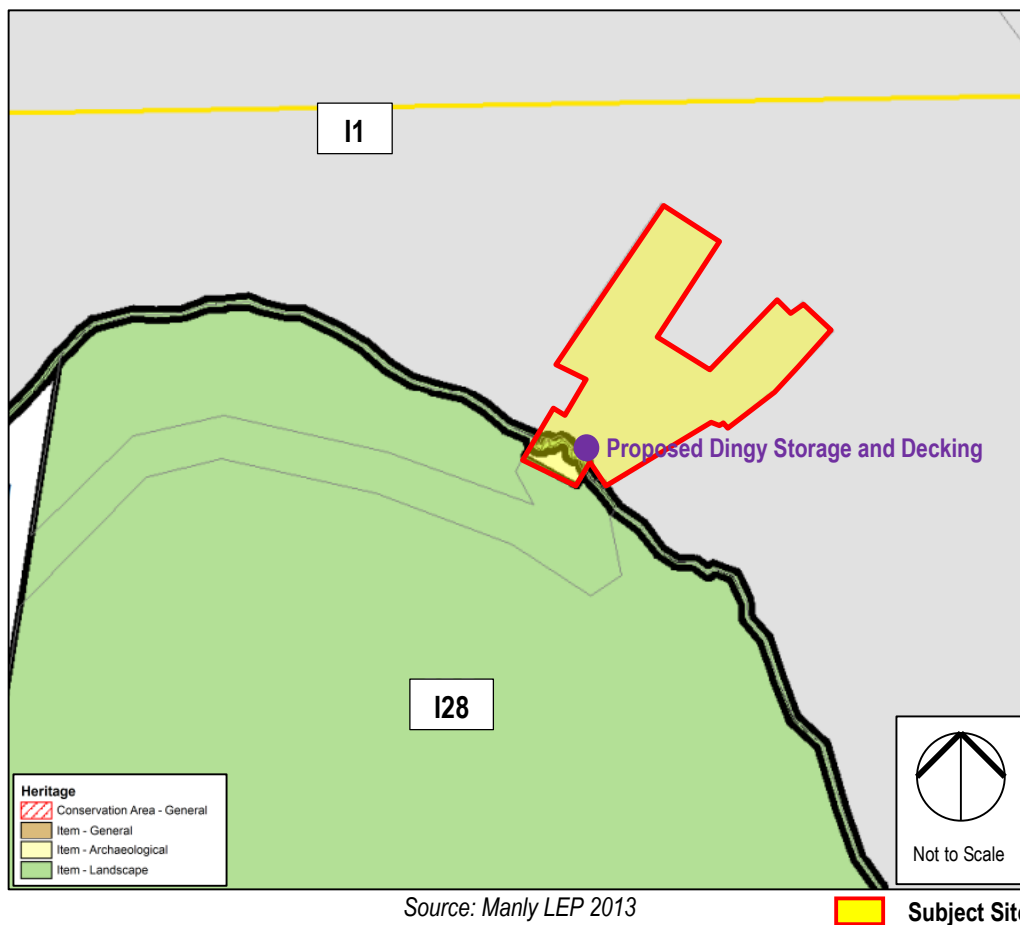 I1
Proposed Dingy Storage and Decking
I28
Heritage
Conservation Area - General
Item - General
Item - Archaeological
Item - Landscape
Not to Scale
Source: Manly LEP 2013
Subject Site